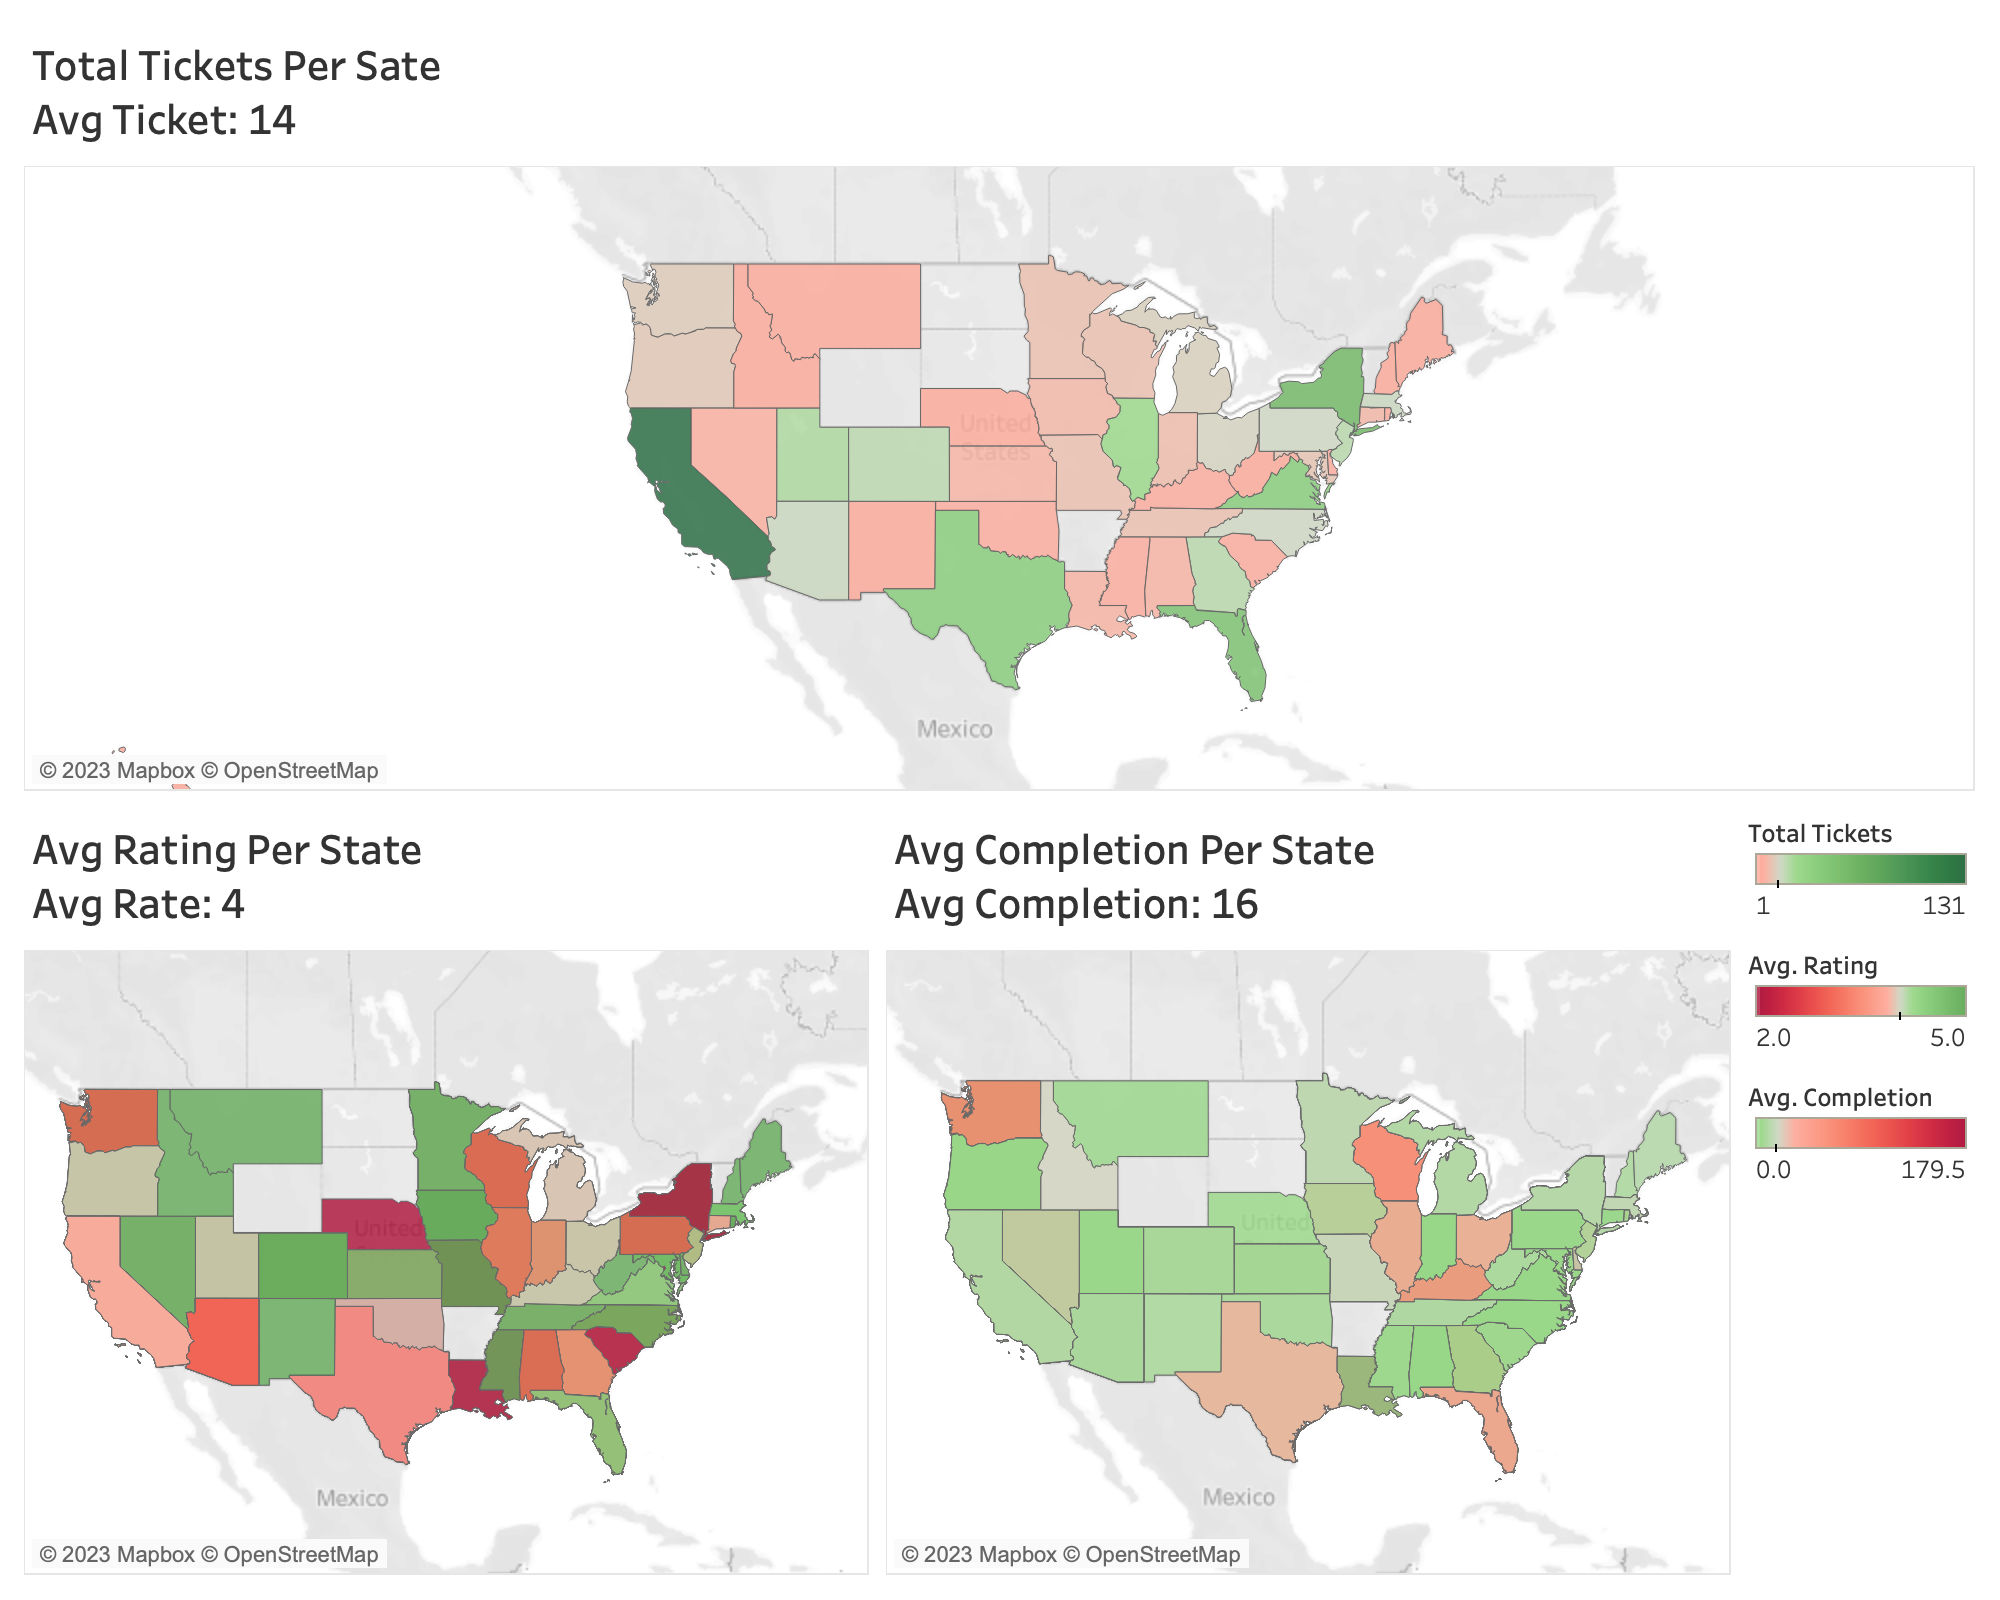 Total Tickets Per Sate
Avg Ticket: 14
United
States
Mexico
© 2023 Mapbox © OpenStreetMap
Avg Rating Per State
Avg Rate: 4
United
Mexico
© 2023 Mapbox © OpenStreetMap
Avg Completion Per State
Avg Completion: 16
United
Mexico
© 2023 Mapbox © OpenStreetMap
Total Tickets
1 131
Avg. Rating
2.0 5.0
Avg. Completion
0.0 179.5